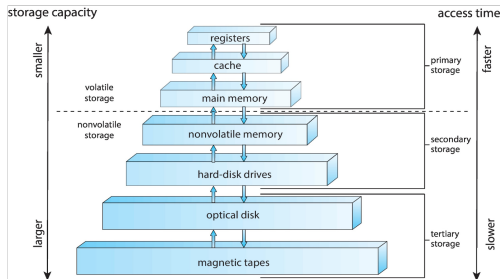 storage capacity
access time
smaller
registers
cache
main memory
volatile
storage
nonvolatile
storage
nonvolatile memory
hard-disk drives
optical disk
magnetic tapes
larger
primary
storage
secondary
storage
tertiary
storage
faster
slower